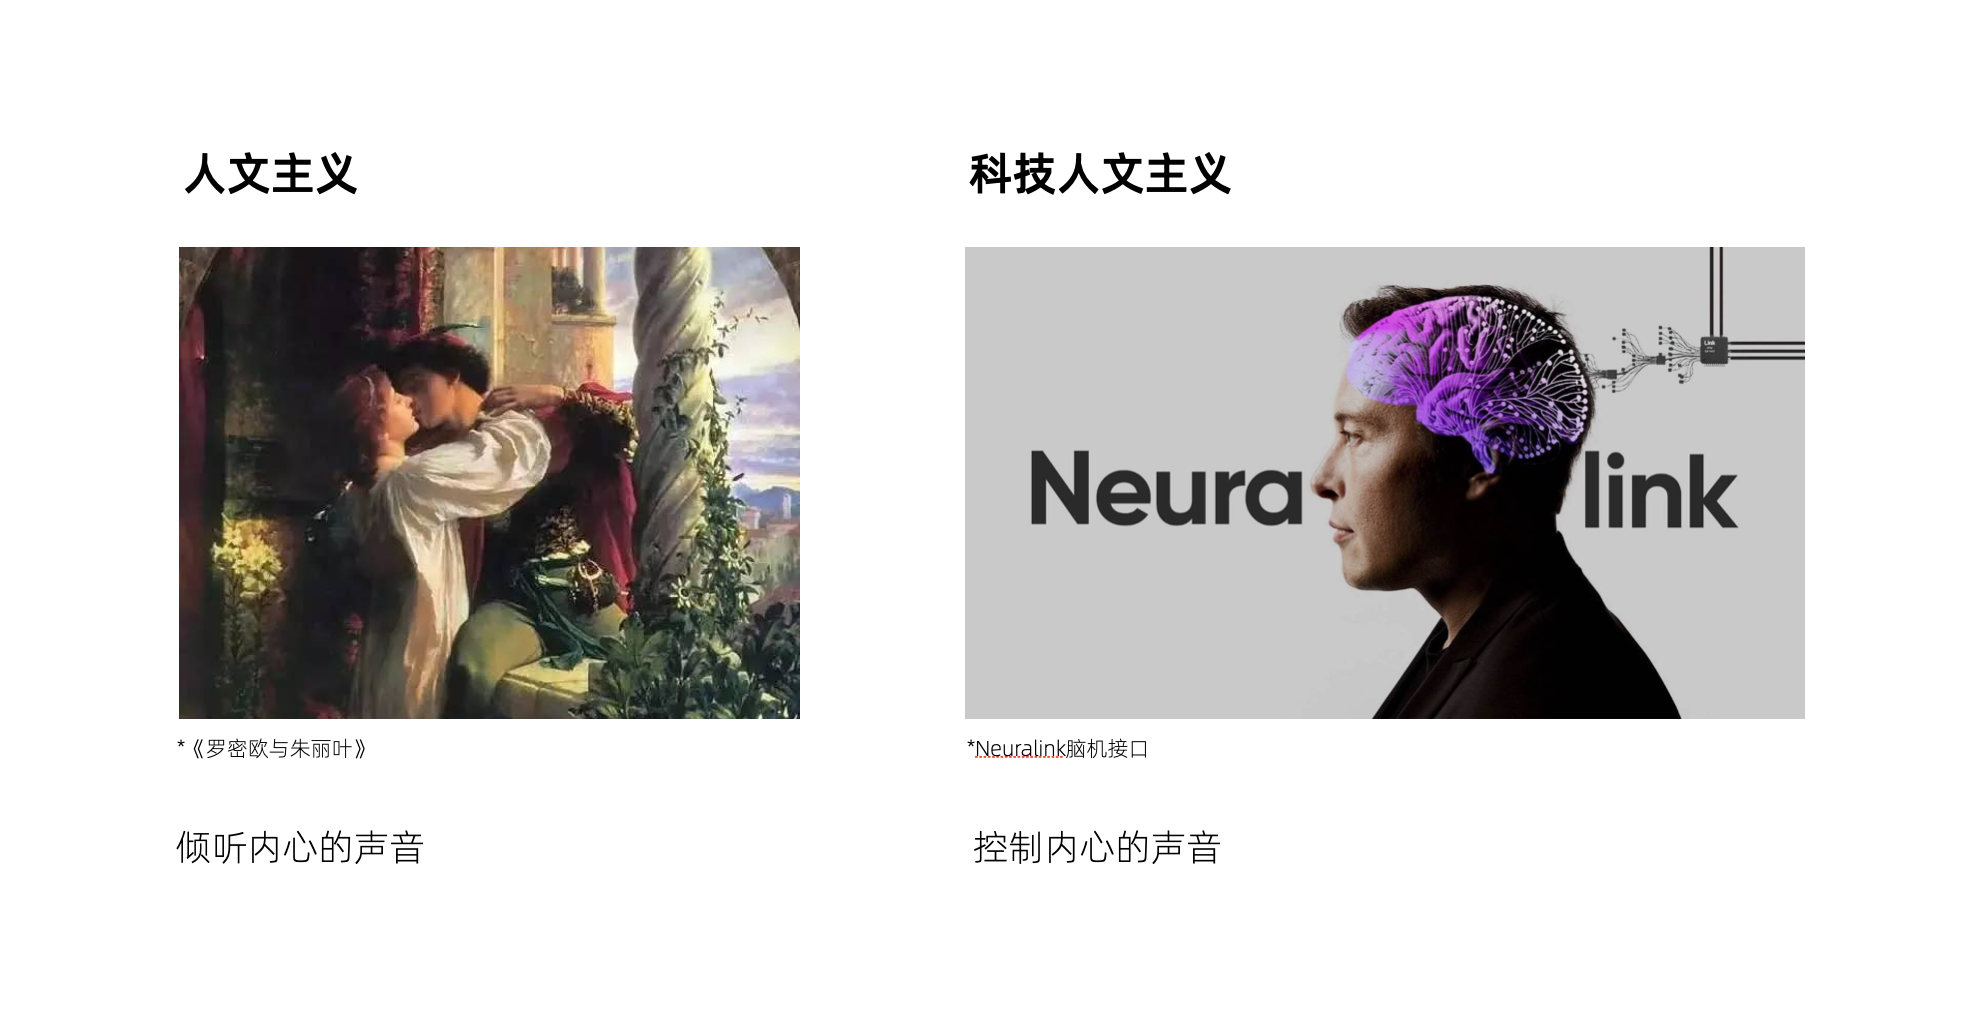 人文主义
科技人文主义
Link
Neura link
*《罗密欧与朱丽叶》
*Neuralink脑机接口
倾听内心的声音
控制内心的声音